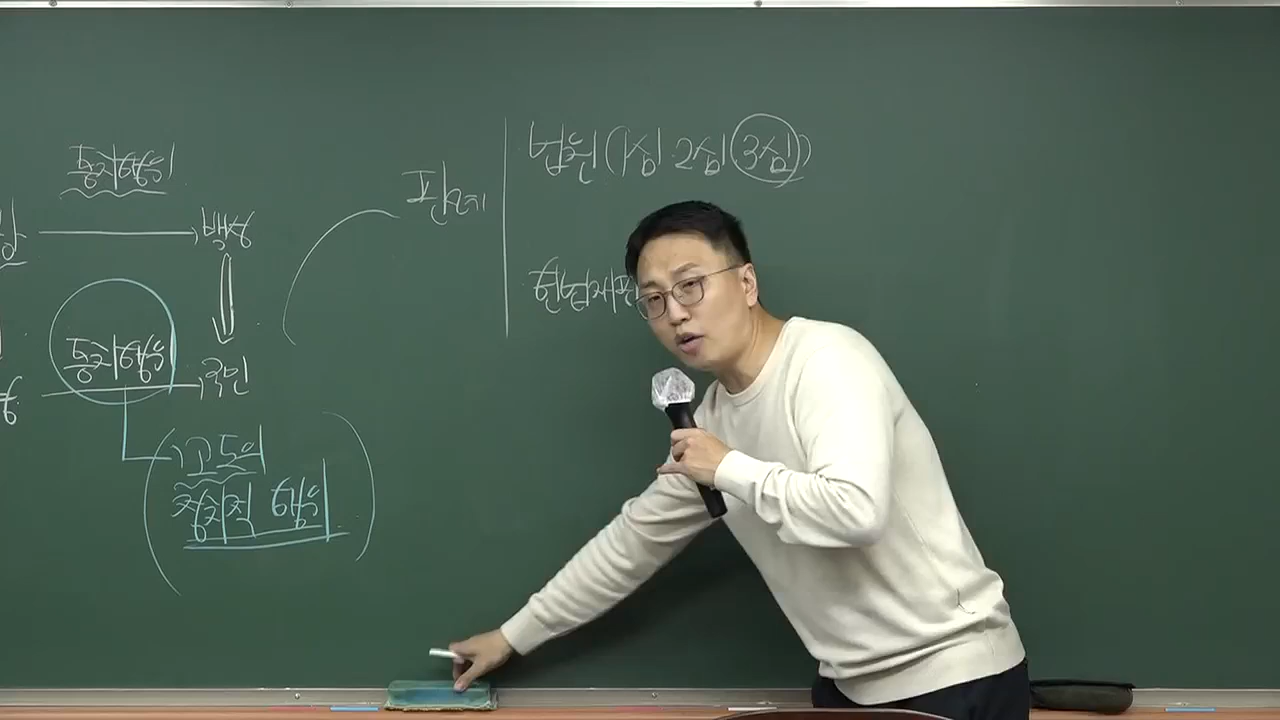 통치행위
백성
통치행위
국민
고도의
정치적 행위
판례
법원(1심 2심 3심)
헌법재판